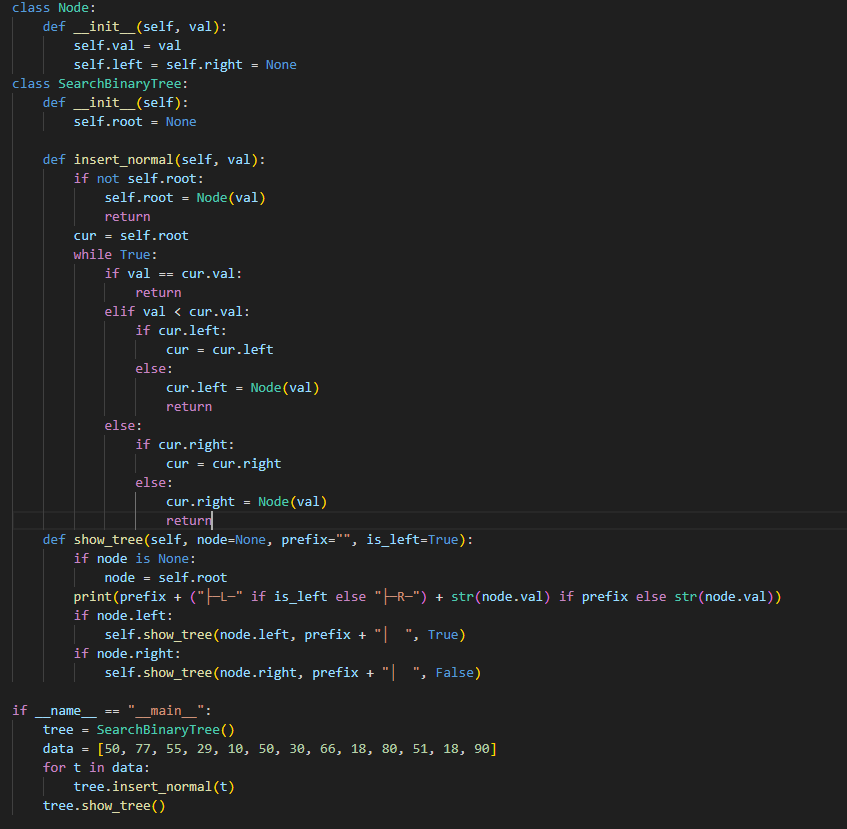 class Node:
    def __init__(self, val):
        self.val = val
        self.left = self.right = None
class SearchBinaryTree:
    def __init__(self):
        self.root = None

    def insert_normal(self, val):
        if not self.root:
            self.root = Node(val)
            return
        cur = self.root
        while True:
            if val == cur.val:
                return
            elif val < cur.val:
                if cur.left:
                    cur = cur.left
                else:
                    cur.left = Node(val)
                    return
            else:
                if cur.right:
                    cur = cur.right
                else:
                    cur.right = Node(val)
                    return
    def show_tree(self, node=None, prefix="", is_left=True):
        if node is None:
            node = self.root
        print(prefix + ("├─L─" if is_left else "├─R─") + str(node.val) if prefix else str(node.val))
        if node.left:
            self.show_tree(node.left, prefix + "│  ", True)
        if node.right:
            self.show_tree(node.right, prefix + "│  ", False)

if __name__ == "__main__":
    tree = SearchBinaryTree()
    data = [50, 77, 55, 29, 10, 50, 30, 66, 18, 80, 51, 18, 90]
    for t in data:
        tree.insert_normal(t)
    tree.show_tree()